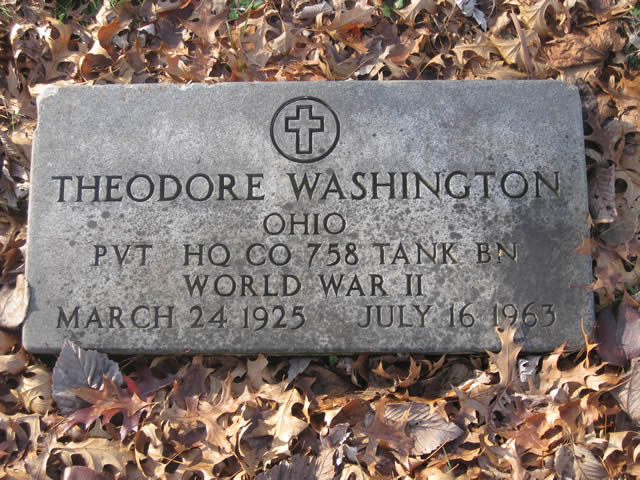 THEODORE WASHINGTON
OHIO
PVT HQ CO 758 TANK BN
WORLD WAR II
MARCH 24 1925 JULY 16 1963